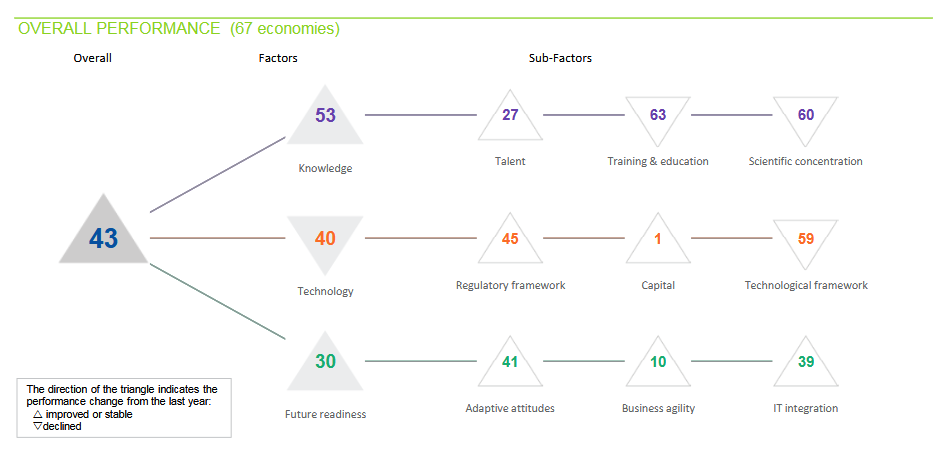 OVERALL PERFORMANCE (67 economies)
Overall
Factors
Sub-Factors
53
27
63
60
Knowledge
Talent
Training & education
Scientific concentration
43
40
45
1
59
Technology
Regulatory framework
Capital
Technological framework
30
41
10
39
Future readiness
Adaptive attitudes
Business agility
IT integration
The direction of the triangle indicates the
performance change from the last year:
△ improved or stable
▽declined